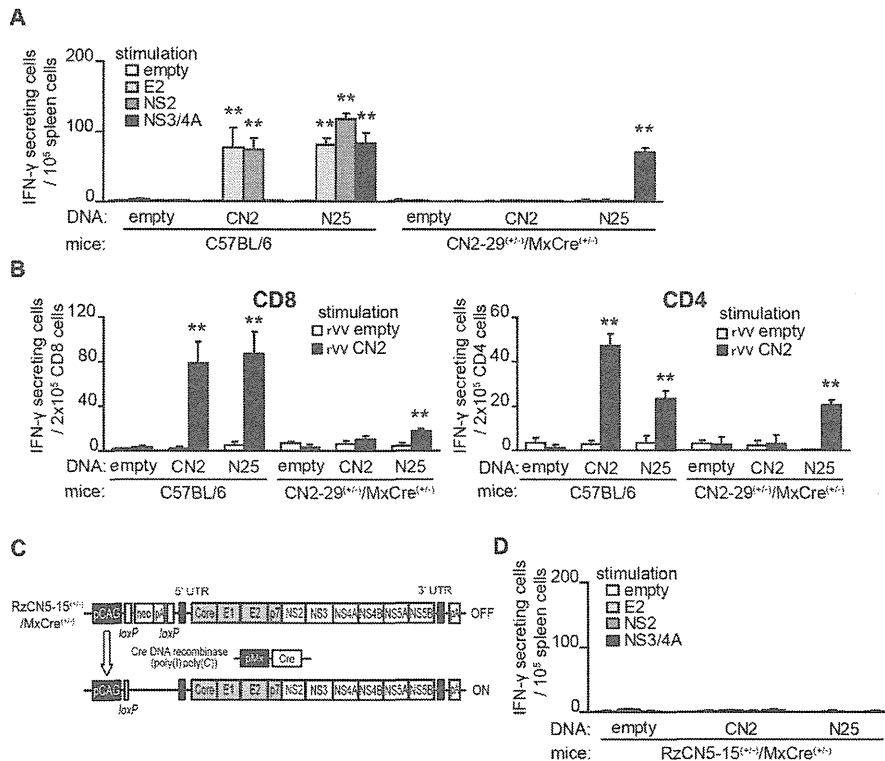 A
IFN-γ secreting cells
/ 10⁵ spleen cells
200
100
0
stimulation
empty
E2
NS2
NS3/4A
** **
** ** **
**
DNA: empty CN2 N25 empty CN2 N25
mice: C57BL/6 CN2-29(+/-)/MxCre(+/-)
B
CD8
IFN-γ secreting cells
/ 2x10⁵ CD8 cells
120
80
40
0
stimulation
rVV empty
rVV CN2
** ** **
DNA: empty CN2 N25 empty CN2 N25
mice: C57BL/6 CN2-29(+/-)/MxCre(+/-)
CD4
IFN-γ secreting cells
/ 2x10⁵ CD4 cells
60
40
20
0
stimulation
rVV empty
rVV CN2
** ** **
DNA: empty CN2 N25 empty CN2 N25
mice: C57BL/6 CN2-29(+/-)/MxCre(+/-)
C
5' UTR 3' UTR
RzCN5-15(+/-)
/MxCre(+/-)
pCAG neo pA Core E1 E2 p7 NS2 NS3 NS4A NS4B NS5A NS5B pA OFF
loxP loxP
Cre DNA recombinase
(poly(I):poly(C))
pMx Cre
pCAG Core E1 E2 p7 NS2 NS3 NS4A NS4B NS5A NS5B pA ON
loxP
D
IFN-γ secreting cells
/ 10⁵ spleen cells
200
100
0
stimulation
empty
E2
NS2
NS3/4A
DNA: empty CN2 N25
mice: RzCN5-15(+/-)/MxCre(+/-)